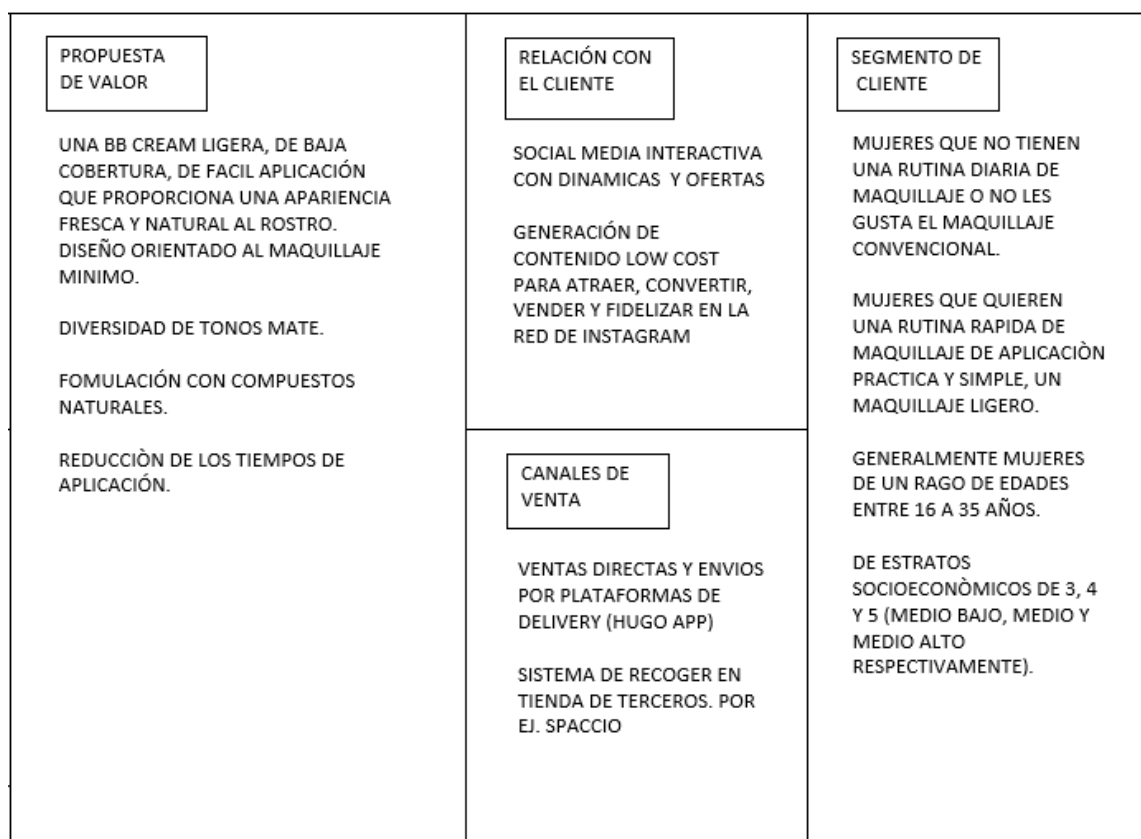 PROPUESTA
DE VALOR
UNA BB CREAM LIGERA, DE BAJA
COBERTURA, DE FACIL APLICACIÓN
QUE PROPORCIONA UNA APARIENCIA
FRESCA Y NATURAL AL ROSTRO.
DISEÑO ORIENTADO AL MAQUILLAJE
MINIMO.
DIVERSIDAD DE TONOS MATE.
FOMULACIÓN CON COMPUESTOS
NATURALES.
REDUCCIÒN DE LOS TIEMPOS DE
APLICACIÓN.
RELACIÓN CON
EL CLIENTE
SOCIAL MEDIA INTERACTIVA
CON DINAMICAS Y OFERTAS
GENERACIÓN DE
CONTENIDO LOW COST
PARA ATRAER, CONVERTIR,
VENDER Y FIDELIZAR EN LA
RED DE INSTAGRAM
CANALES DE
VENTA
VENTAS DIRECTAS Y ENVIOS
POR PLATAFORMAS DE
DELIVERY (HUGO APP)
SISTEMA DE RECOGER EN
TIENDA DE TERCEROS. POR
EJ. SPACCIO
SEGMENTO DE
CLIENTE
MUJERES QUE NO TIENEN
UNA RUTINA DIARIA DE
MAQUILLAJE O NO LES
GUSTA EL MAQUILLAJE
CONVENCIONAL.
MUJERES QUE QUIEREN
UNA RUTINA RAPIDA DE
MAQUILLAJE DE APLICACIÒN
PRACTICA Y SIMPLE, UN
MAQUILLAJE LIGERO.
GENERALMENTE MUJERES
DE UN RAGO DE EDADES
ENTRE 16 A 35 AÑOS.
DE ESTRATOS
SOCIOECONÒMICOS DE 3, 4
Y 5 (MEDIO BAJO, MEDIO Y
MEDIO ALTO
RESPECTIVAMENTE).